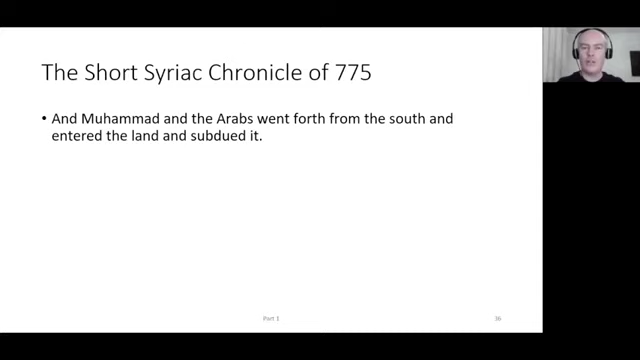 The Short Syriac Chronicle of 775
• And Muhammad and the Arabs went forth from the south and
entered the land and subdued it.
Part 1
36